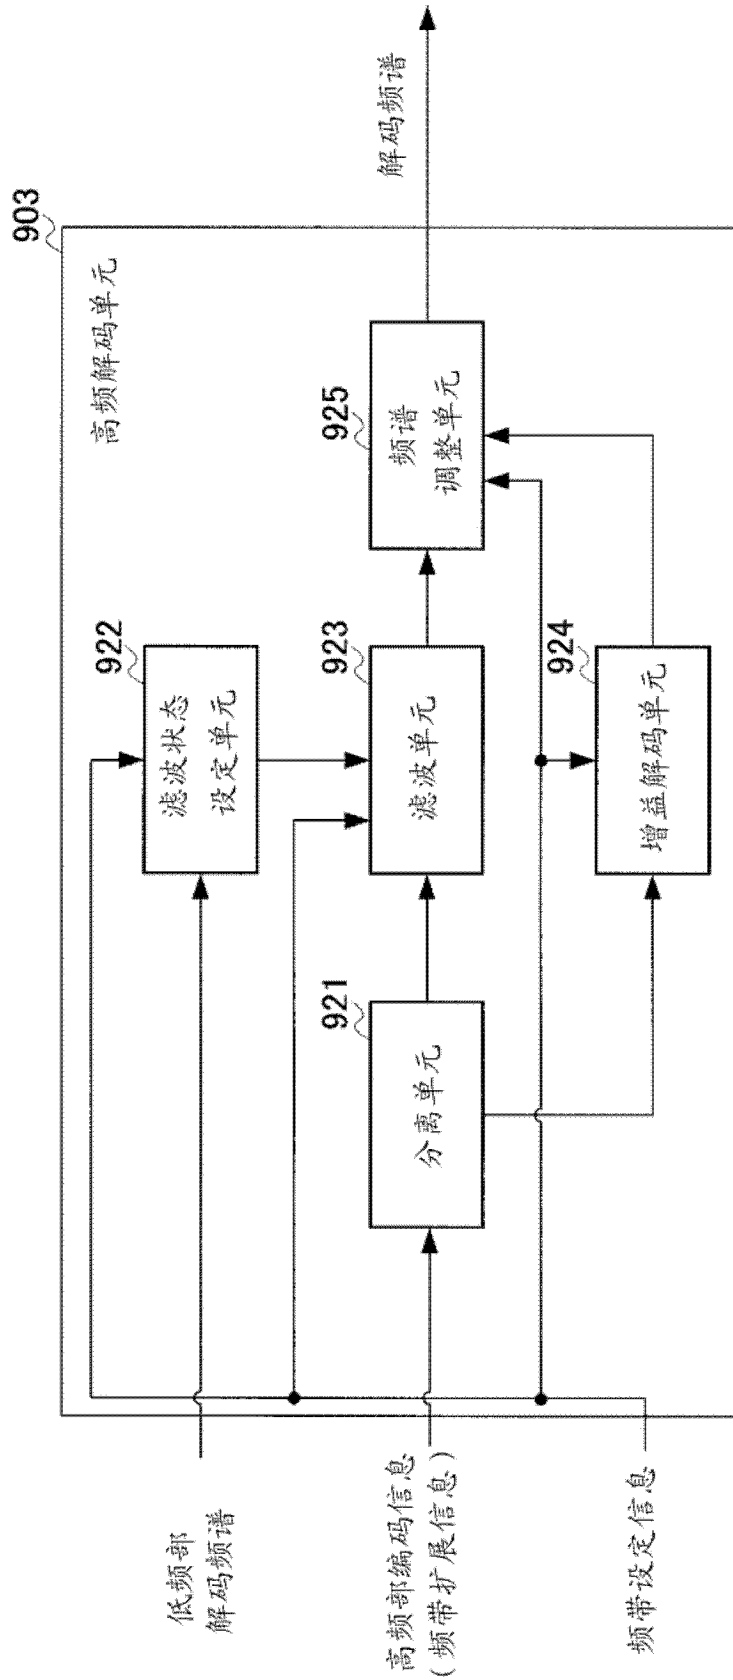 903
高频解码单元
低频部
解码频谱
高频部编码信息
（频带扩展信息）
频带设定信息
922
滤波状态
设定单元
921
分离单元
923
滤波单元
924
增益解码单元
925
频谱
调整单元
解码频谱